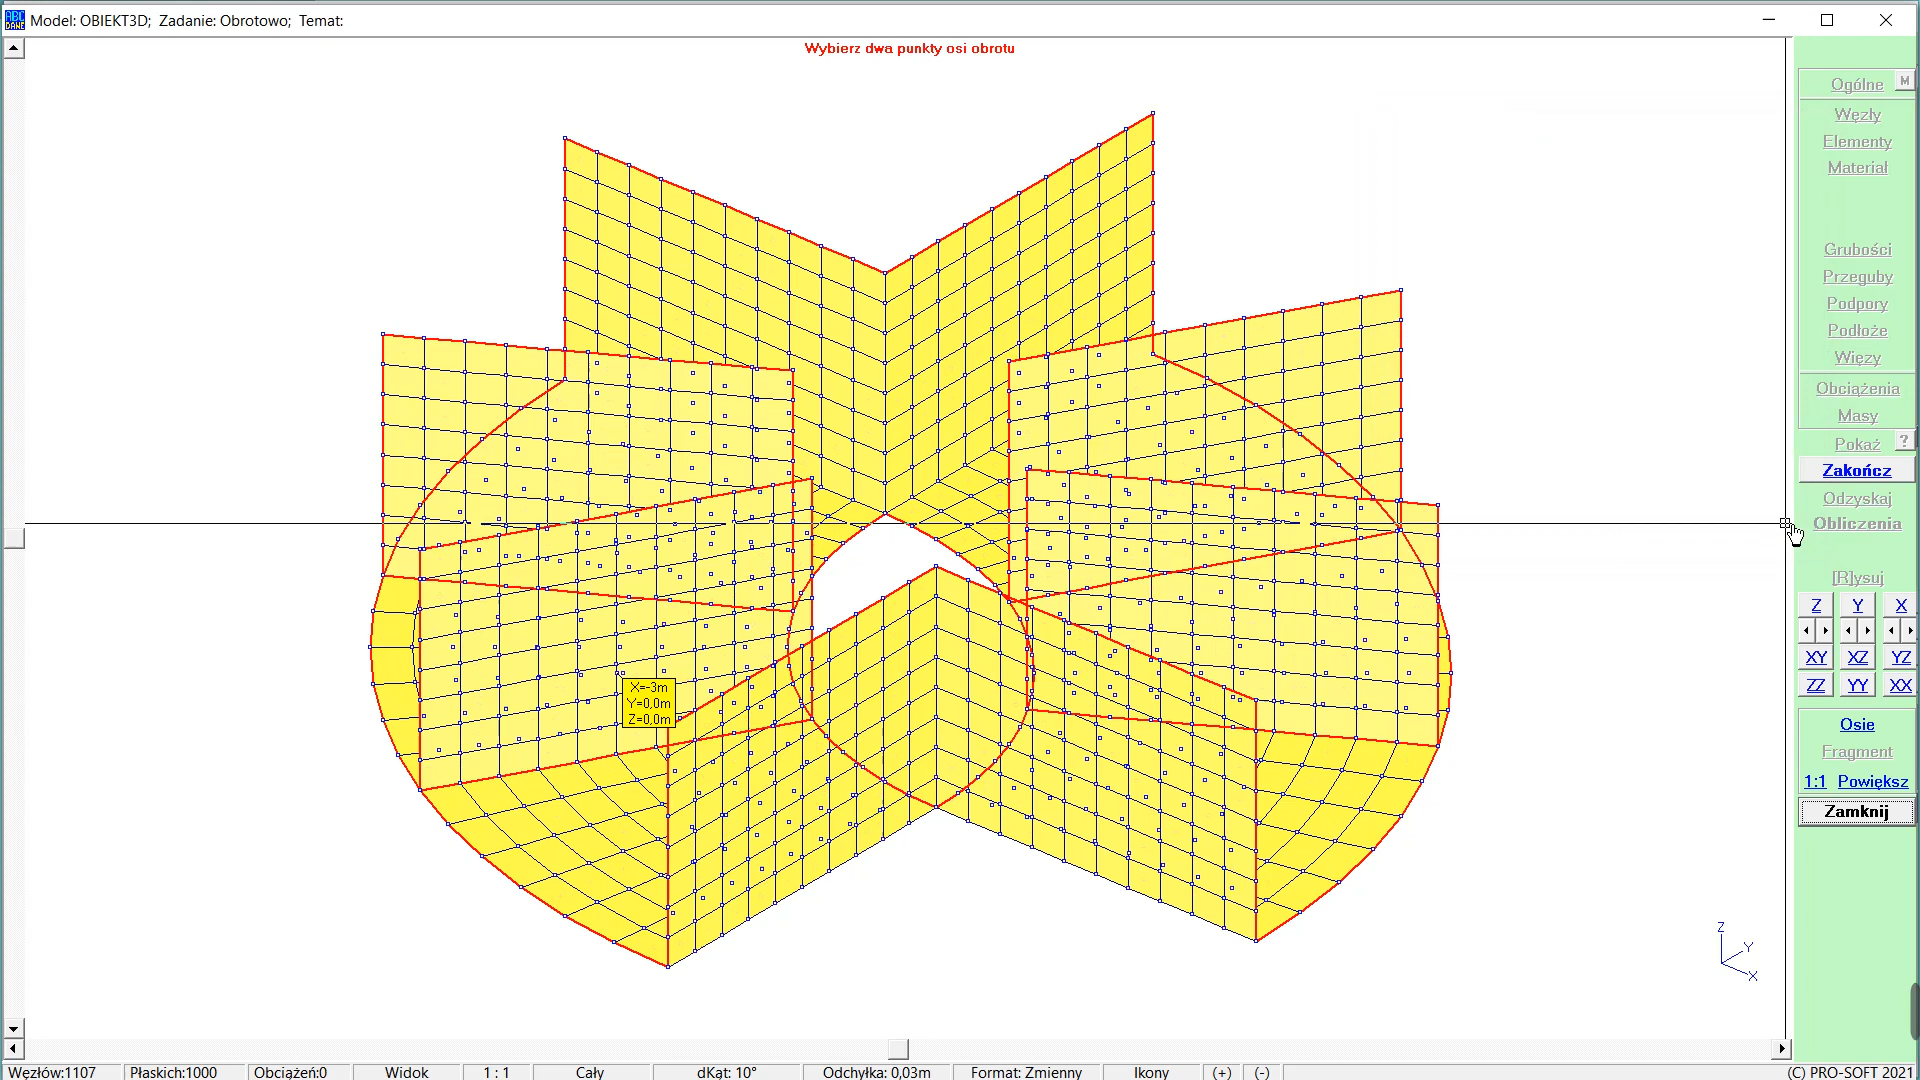 ABC
DANE
Model: OBIEKT3D;  Zadanie: Obrotowo;  Temat:
Wybierz dwa punkty osi obrotu
Ogólne
M
Węzły
Elementy
Materiał
Grubości
Przeguby
Podpory
Podłoże
Więzy
Obciążenia
Masy
Pokaż
?
Zakończ
Odzyskaj
Obliczenia
[R]ysuj
Z Y X
XY XZ YZ
ZZ YY XX
Osie
Fragment
1:1 Powiększ
Zamknij
X=-3m
Y=0,0m
Z=0,0m
Z
Y
X
Węzłów:1107
Płaskich:1000
Obciążeń:0
Widok
1 : 1
Cały
dKąt: 10°
Odchyłka: 0,03m
Format: Zmienny
Ikony
(+)
(-)
(C) PRO-SOFT 2021